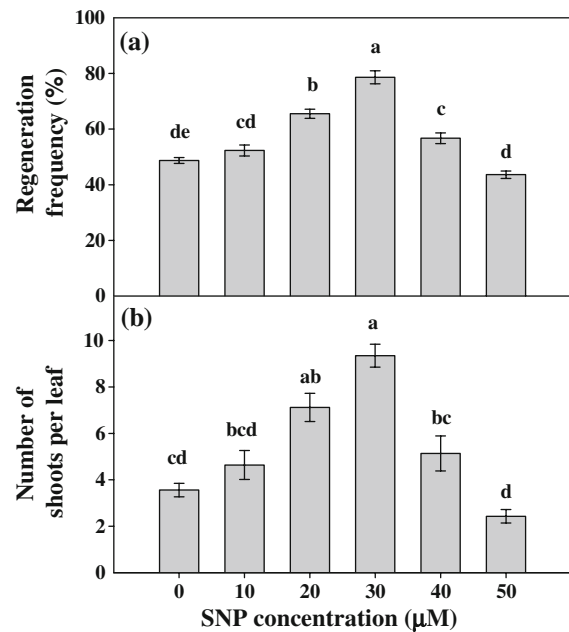 100
(a)
a
80
b
c
60
de
cd
d
40
20
0
Regeneration
frequency (%)
(b)
10
a
8
ab
6
bcd
bc
cd
4
d
2
0
Number of
shoots per leaf
0 10 20 30 40 50
SNP concentration (μM)